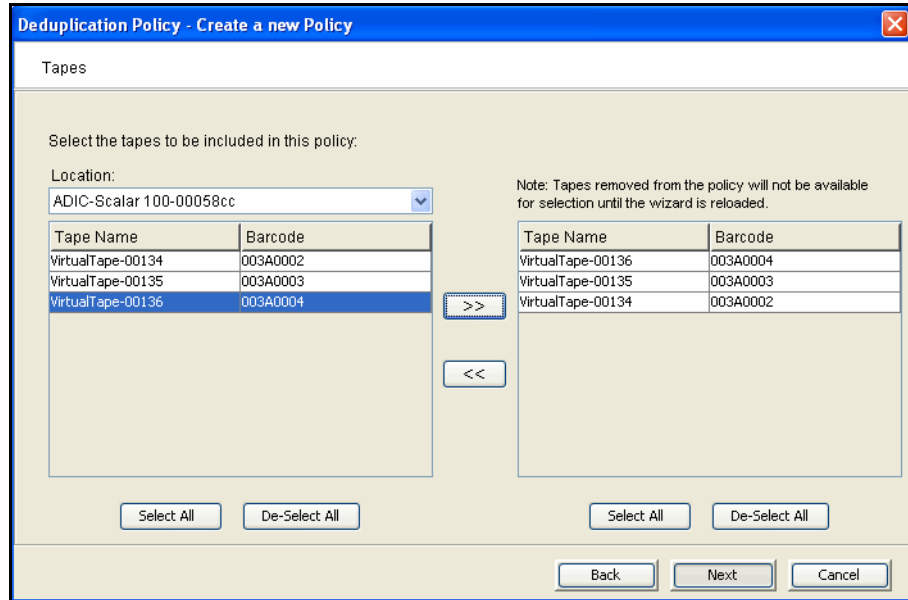 Deduplication Policy - Create a new Policy
Tapes
Select the tapes to be included in this policy:
Location:
ADIC-Scalar 100-00058cc
Tape Name Barcode
VirtualTape-00134 003A0002
VirtualTape-00135 003A0003
VirtualTape-00136 003A0004
Select All De-Select All
>>
<<
Note: Tapes removed from the policy will not be available
for selection until the wizard is reloaded.
Tape Name Barcode
VirtualTape-00136 003A0004
VirtualTape-00135 003A0003
VirtualTape-00134 003A0002
Select All De-Select All
Back Next Cancel